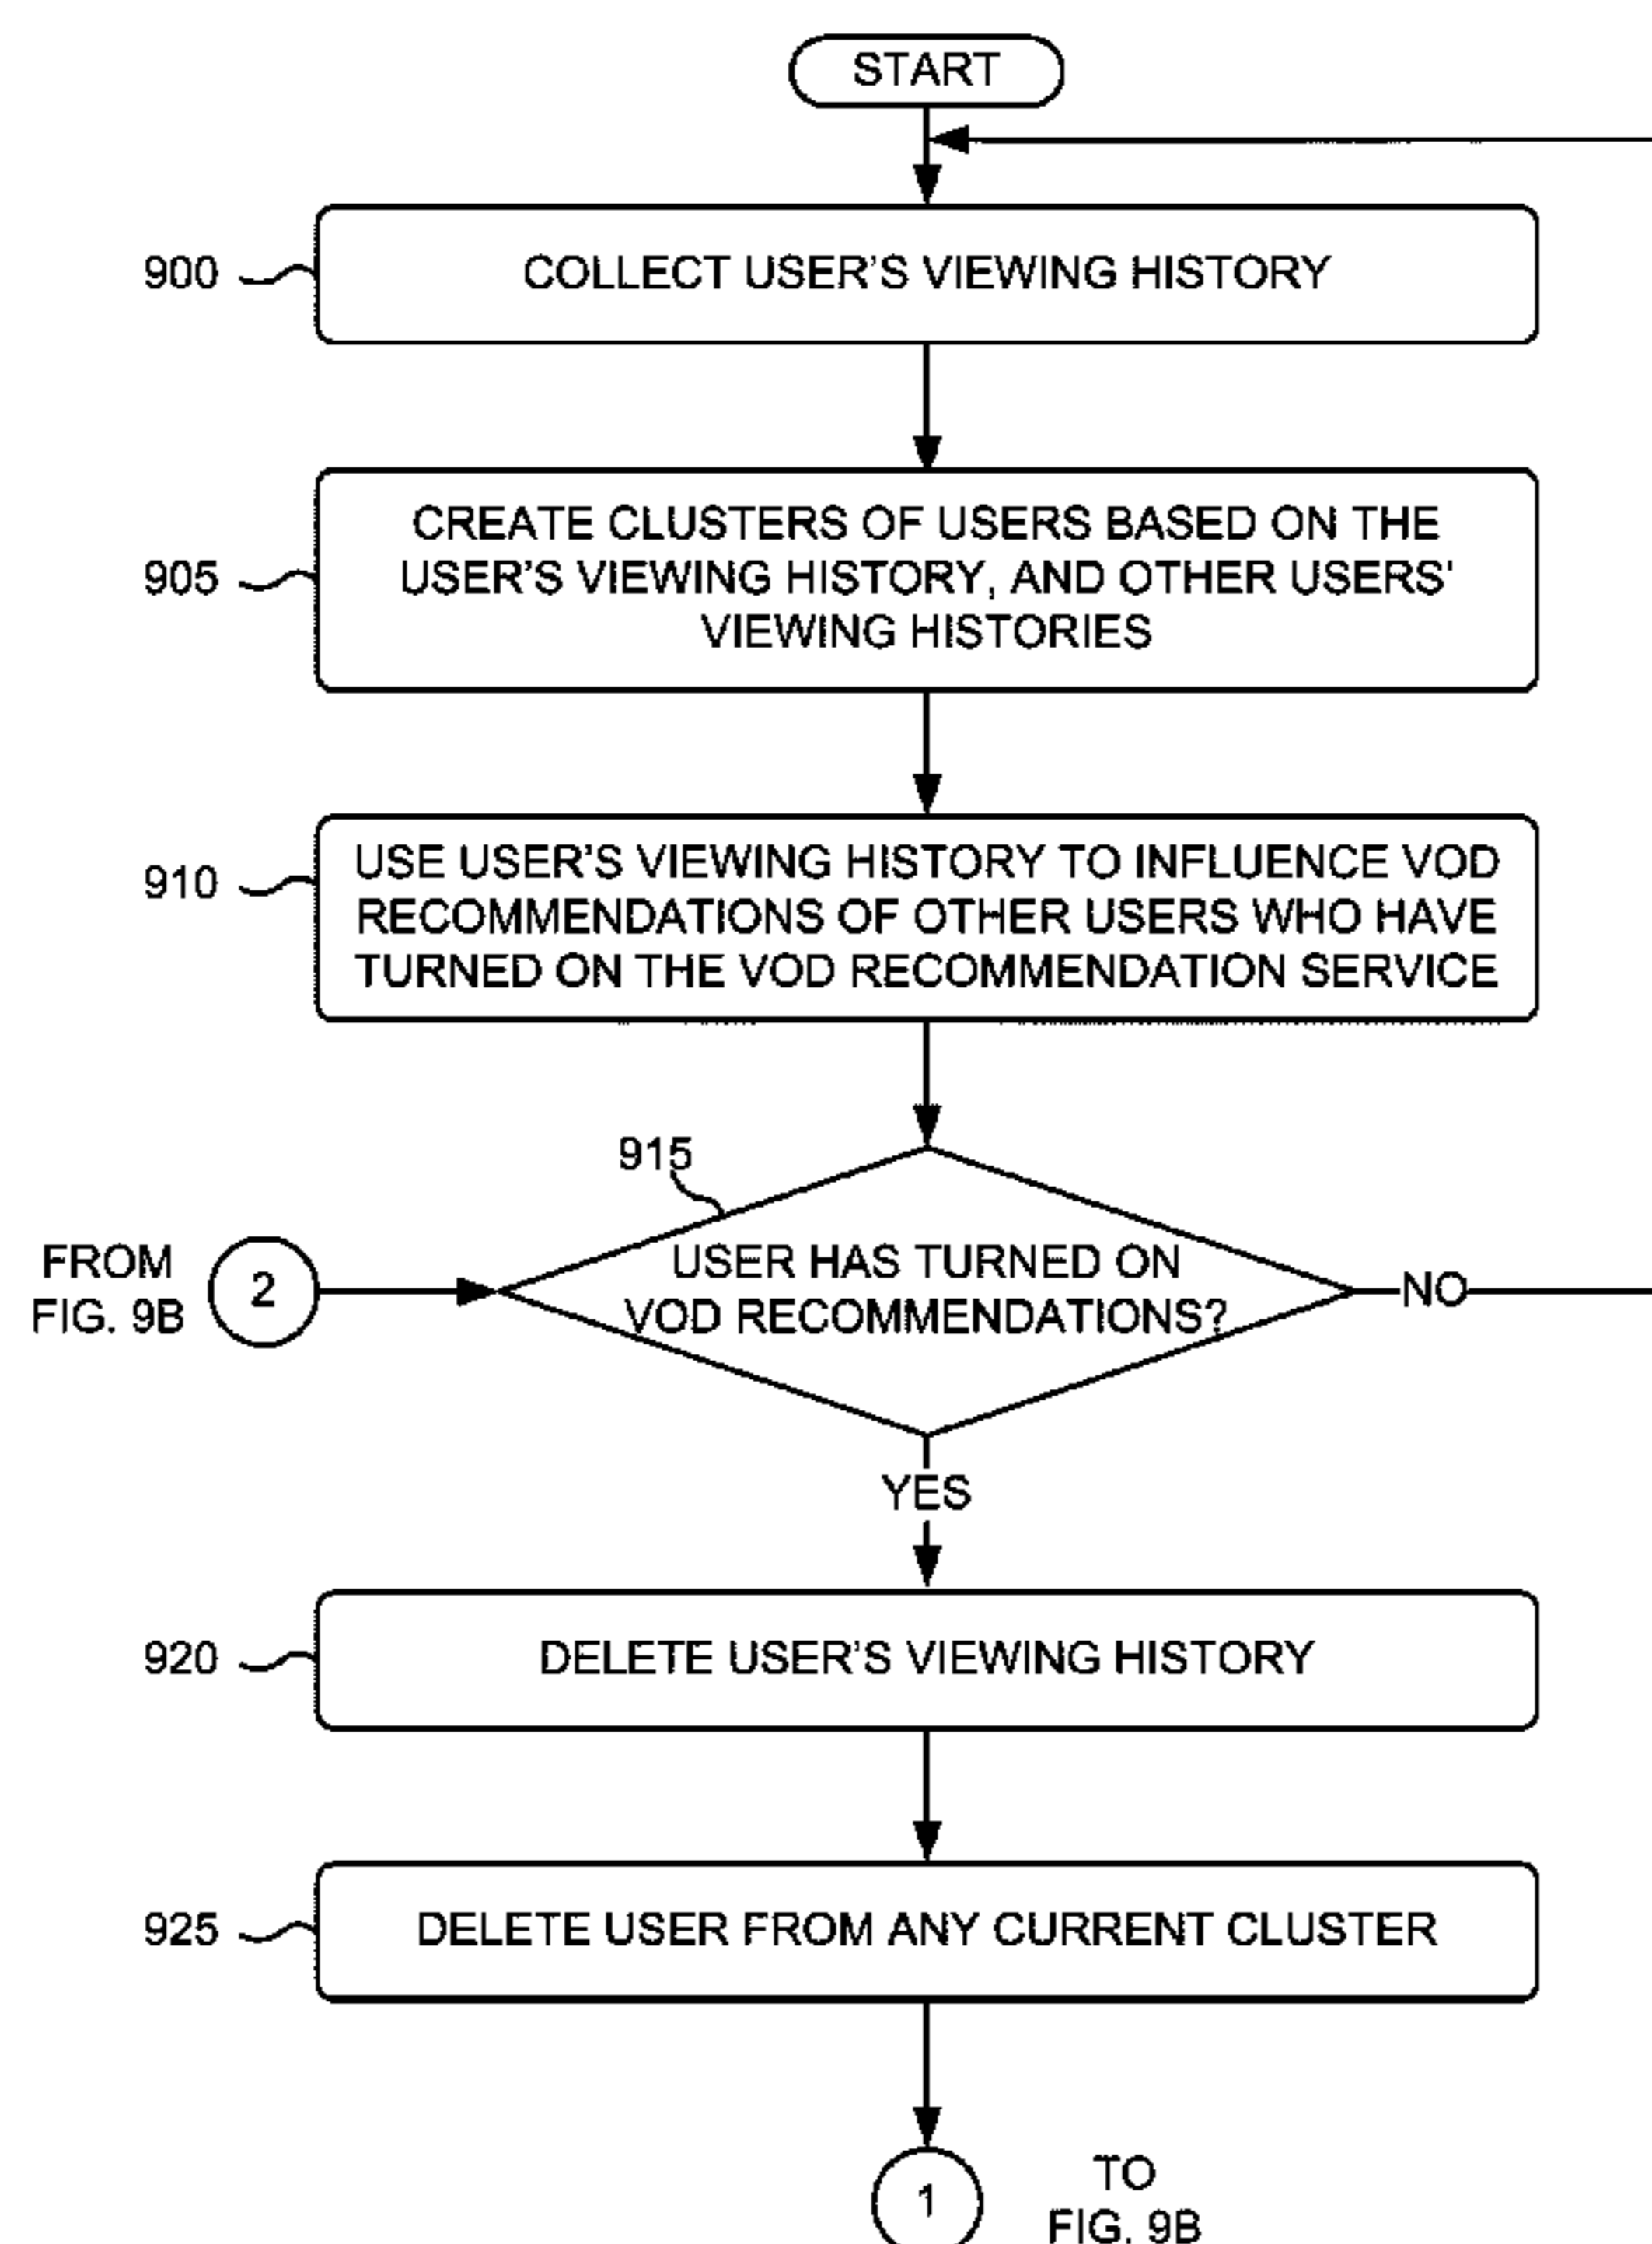 START
900
COLLECT USER'S VIEWING HISTORY
905
CREATE CLUSTERS OF USERS BASED ON THE
USER'S VIEWING HISTORY, AND OTHER USERS'
VIEWING HISTORIES
910
USE USER'S VIEWING HISTORY TO INFLUENCE VOD
RECOMMENDATIONS OF OTHER USERS WHO HAVE
TURNED ON THE VOD RECOMMENDATION SERVICE
915
FROM
FIG. 9B
2
USER HAS TURNED ON
VOD RECOMMENDATIONS?
NO
YES
920
DELETE USER'S VIEWING HISTORY
925
DELETE USER FROM ANY CURRENT CLUSTER
1
TO
FIG. 9B